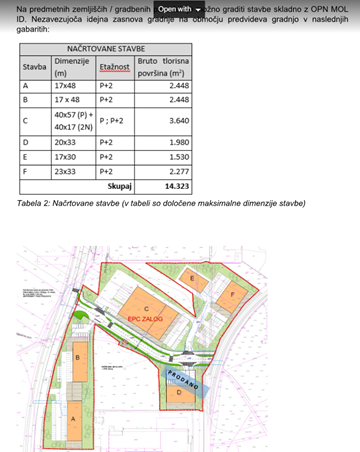 Na predmetnih zemljiščih / gradbenih Open with ožno graditi stavbe skladno z OPN MOL
ID. Nezavezujoča idejna zasnova gradnje na območju predvideva gradnjo v naslednjih
gabaritih:
NAČRTOVANE STAVBE
Stavba Dimenzije (m) Etažnost Bruto tlorisna površina (m²)
A 17x48 P+2 2.448
B 17 x 48 P+2 2.448
C 40x57 (P) + 40x17 (2N) P ; P+2 3.640
D 20x33 P+2 1.980
E 17x30 P+2 1.530
F 23x33 P+2 2.277
Skupaj 14.323
Tabela 2: Načrtovane stavbe (v tabeli so določene maksimalne dimenzije stavbe)
E
F
C
EPC ZALOG
B
PRODANO
D
A